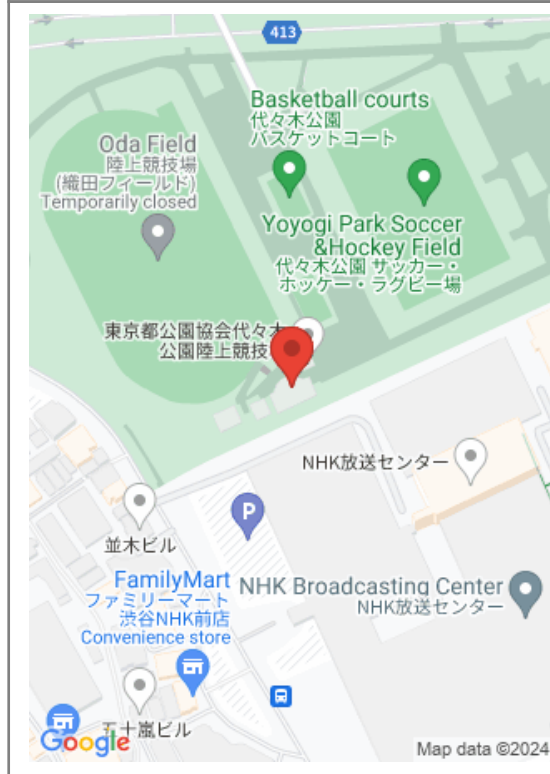 413
Basketball courts
代々木公園
バスケットコート
Oda Field
陸上競技場
(織田フィールド)
Temporarily closed
Yoyogi Park Soccer
&Hockey Field
代々木公園 サッカー・
ホッケー・ラグビー場
東京都公園協会代々木
公園陸上競技
NHK放送センター
P
並木ビル
FamilyMart
ファミリーマート
渋谷NHK前店
Convenience store
NHK Broadcasting Center
NHK放送センター
五十嵐ビル
Google
Map data ©2024